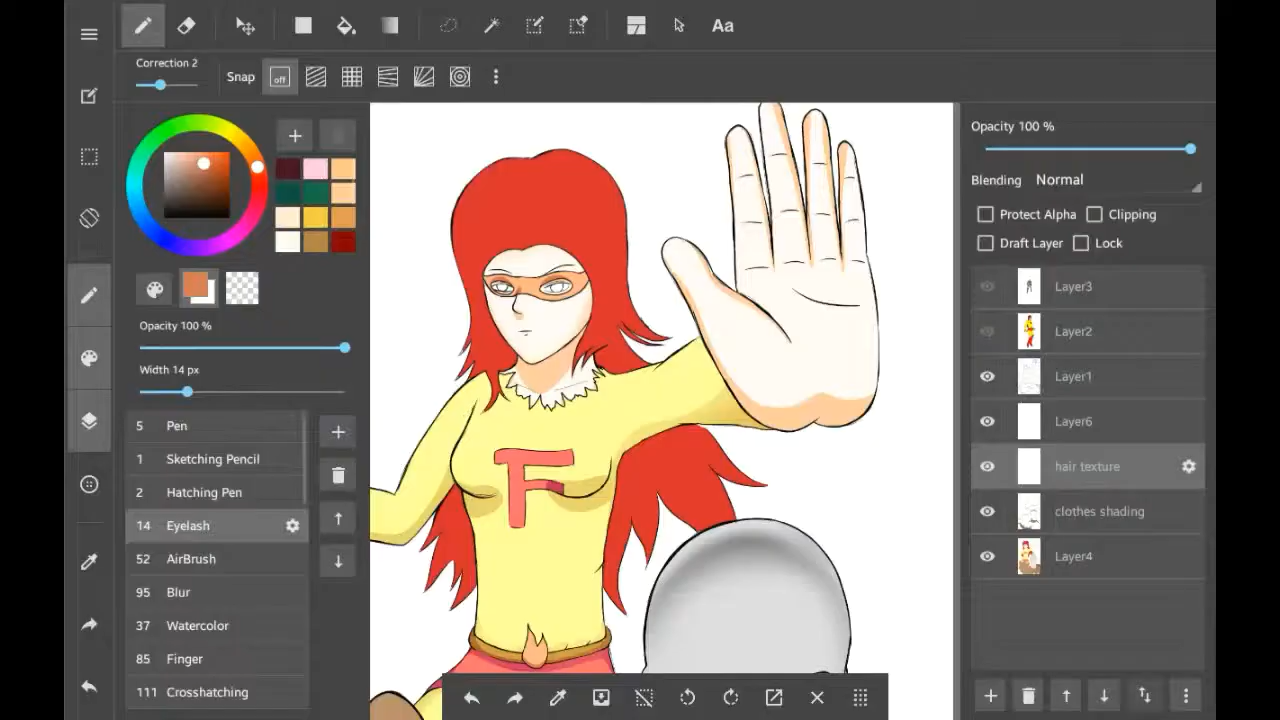 Aa
Correction 2
Snap
off
Opacity 100 %
Width 14 px
5 Pen
1 Sketching Pencil
2 Hatching Pen
14 Eyelash
52 AirBrush
95 Blur
37 Watercolor
85 Finger
111 Crosshatching
F
Opacity 100 %
Blending Normal
Protect Alpha Clipping
Draft Layer Lock
Layer3
Layer2
Layer1
Layer6
hair texture
clothes shading
Layer4